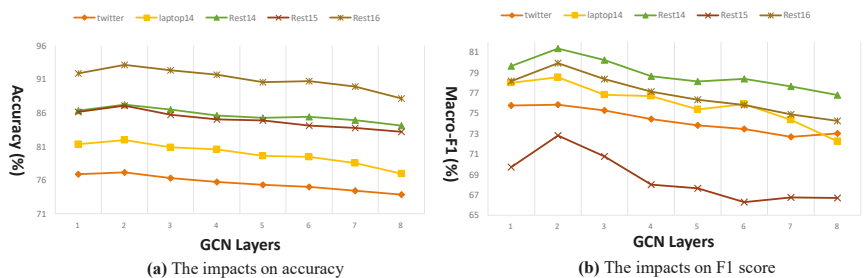 twitter laptop14 Rest14 Rest15 Rest16
96
91
86
81
76
71
Accuracy
(%)
1 2 3 4 5 6 7 8
GCN Layers
(a) The impacts on accuracy
twitter laptop14 Rest14 Rest15 Rest16
81
79
77
75
73
71
69
67
65
Macro-F1
(%)
1 2 3 4 5 6 7 8
GCN Layers
(b) The impacts on F1 score